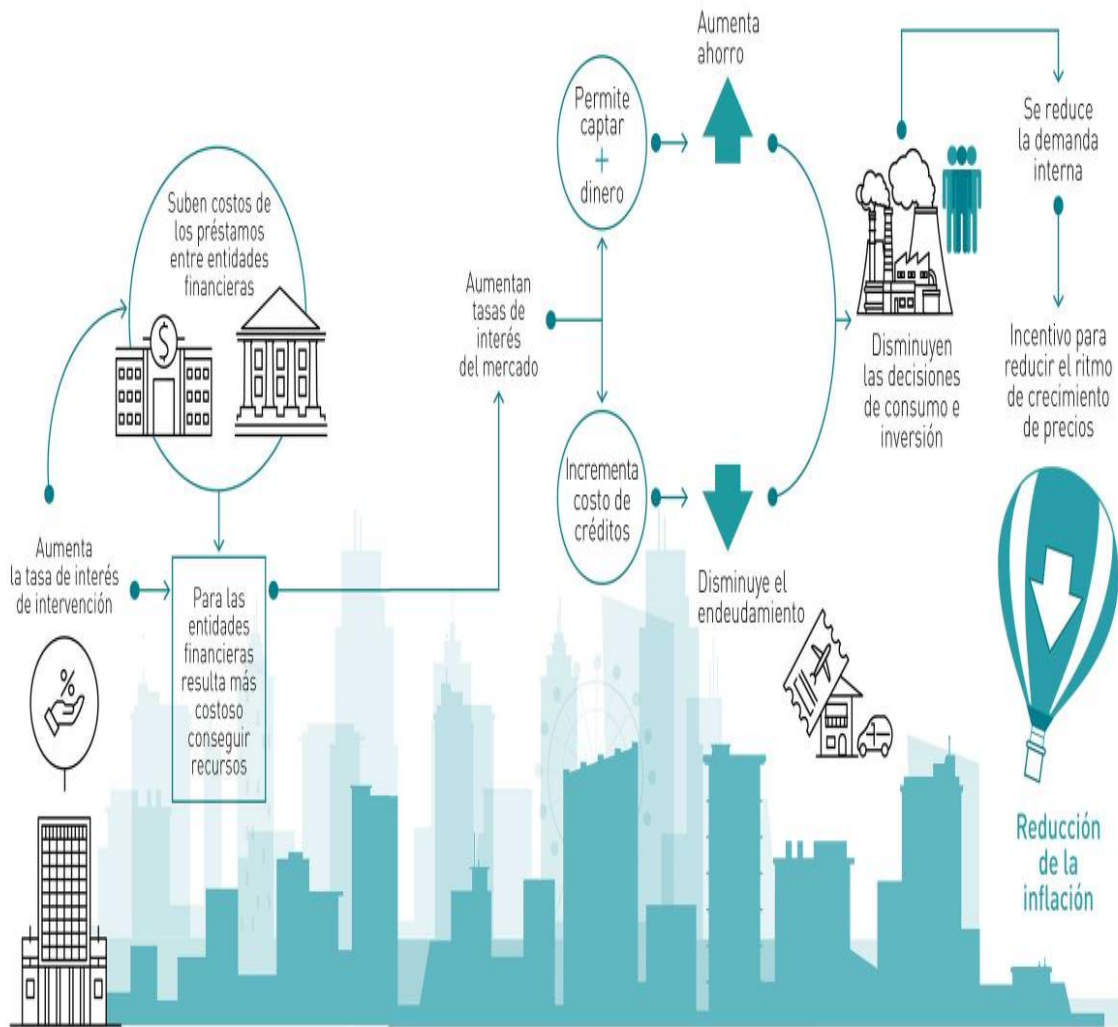 Aumenta
la tasa de interés
de intervención
%
Suben costos de
los préstamos
entre entidades
financieras
$
Para las
entidades
financieras
resulta más
costoso
conseguir
recursos
Aumentan
tasas de
interés
del mercado
Permite
captar
+
dinero
Aumenta
ahorro
Incrementa
costo de
créditos
Disminuye el
endeudamiento
Disminuyen
las decisiones
de consumo e
inversión
Se reduce
la demanda
interna
Incentivo para
reducir el ritmo
de crecimiento
de precios
Reducción
de la
inflación